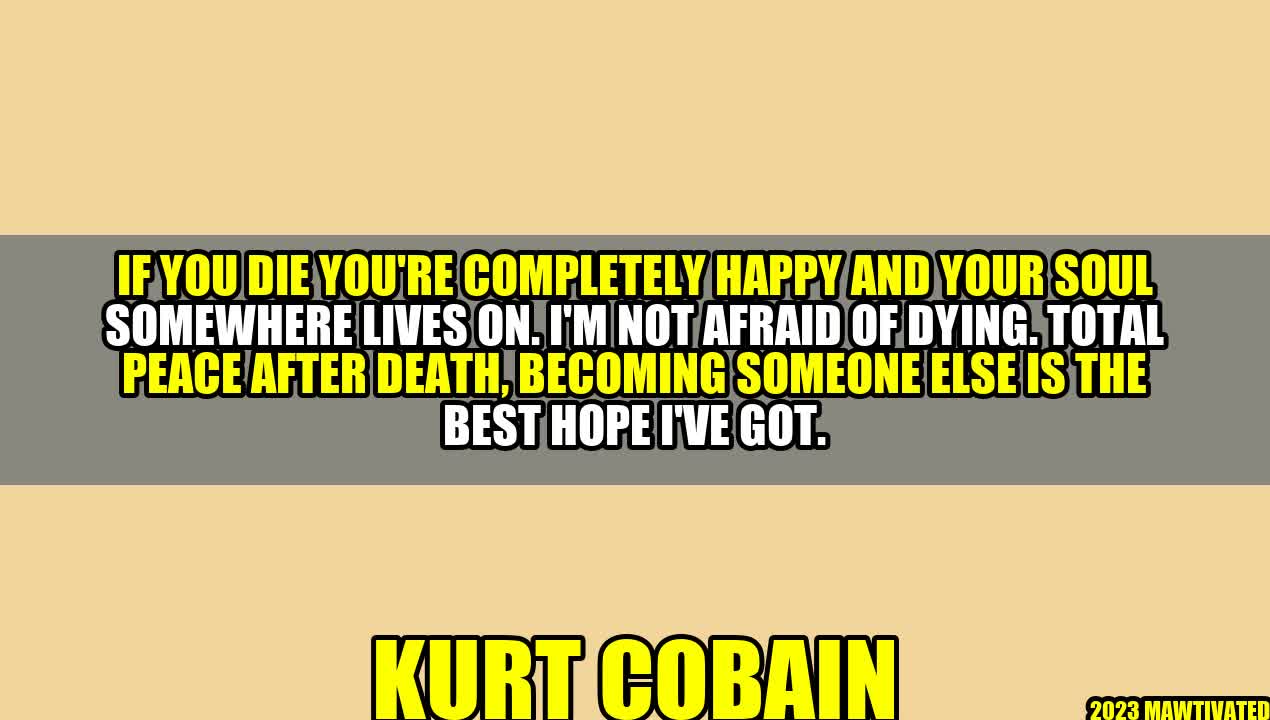 IF YOU DIE YOU'RE COMPLETELY HAPPY AND YOUR SOUL
SOMEWHERE LIVES ON. I'M NOT AFRAID OF DYING. TOTAL
PEACE AFTER DEATH, BECOMING SOMEONE ELSE IS THE
BEST HOPE I'VE GOT.
KURT COBAIN
2023 MAWTIVATED